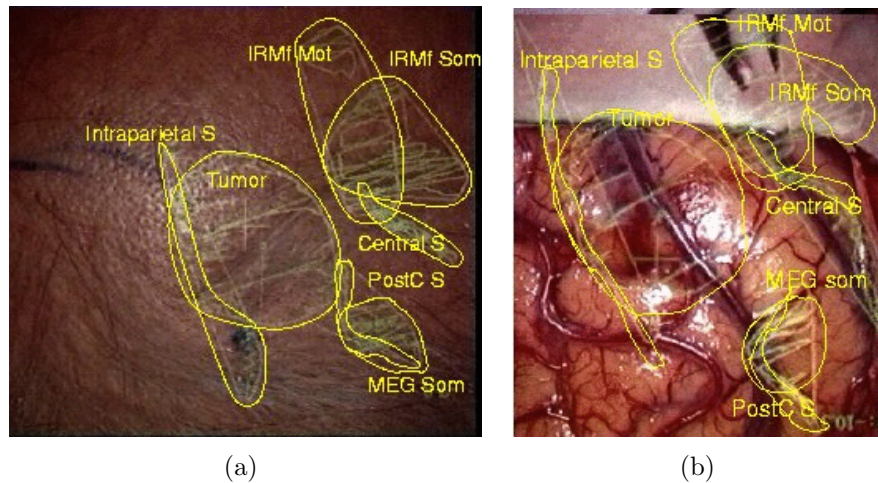 IRMf Mot
IRMf Som
Intraparietal S
Tumor
Central S
PostC S
MEG Som
IRMf Mot
Intraparietal S
IRMf Som
Tumor
Central S
MEG som
PostC S
(a)
(b)